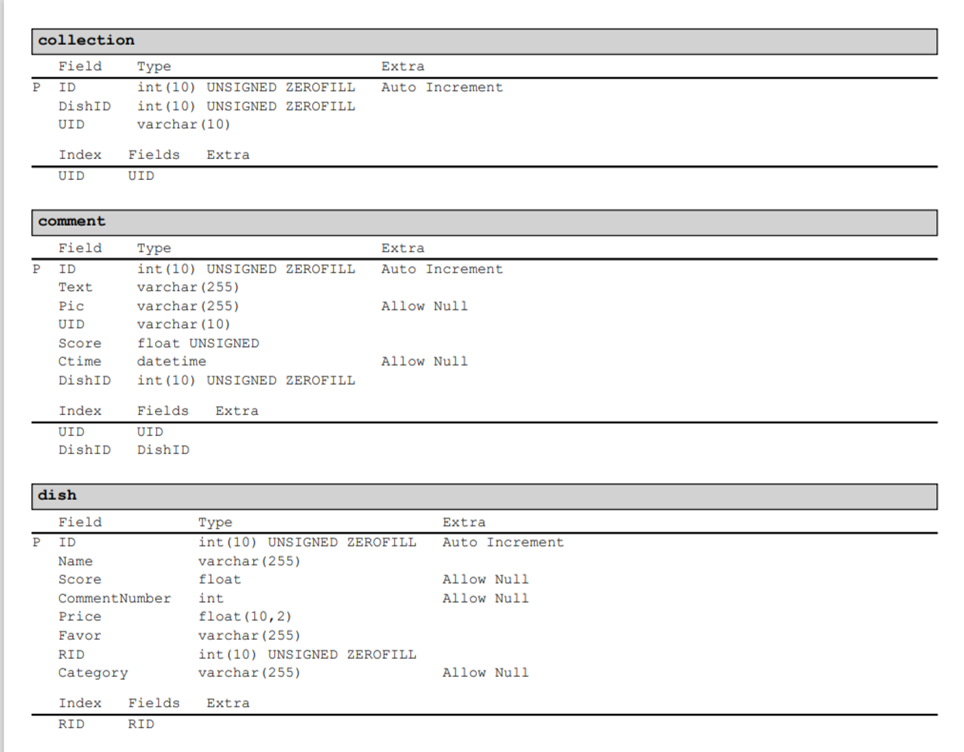 collection
Field Type Extra
P ID int(10) UNSIGNED ZEROFILL Auto Increment
DishID int(10) UNSIGNED ZEROFILL
UID varchar(10)
Index Fields Extra
UID UID
comment
Field Type Extra
P ID int(10) UNSIGNED ZEROFILL Auto Increment
Text varchar(255)
Pic varchar(255) Allow Null
UID varchar(10)
Score float UNSIGNED
Ctime datetime Allow Null
DishID int(10) UNSIGNED ZEROFILL
Index Fields Extra
UID UID
DishID DishID
dish
Field Type Extra
P ID int(10) UNSIGNED ZEROFILL Auto Increment
Name varchar(255)
Score float Allow Null
CommentNumber int Allow Null
Price float(10,2)
Favor varchar(255)
RID int(10) UNSIGNED ZEROFILL
Category varchar(255) Allow Null
Index Fields Extra
RID RID